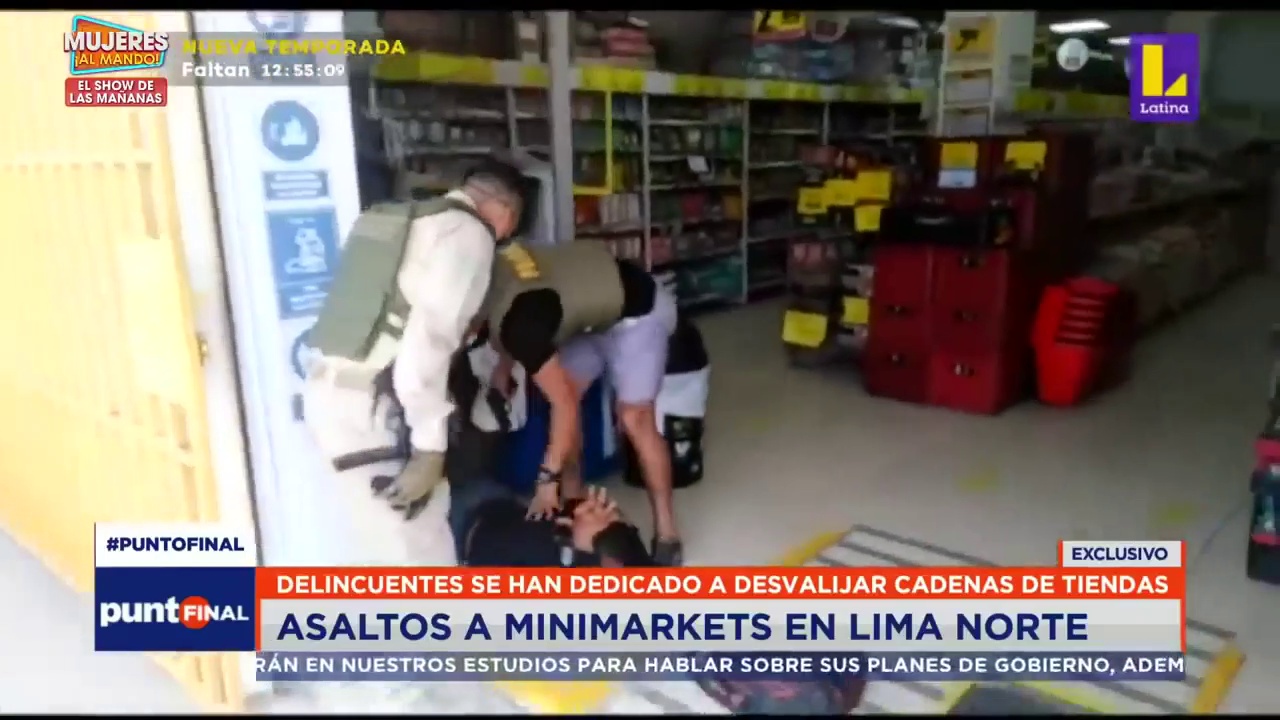 MUJERES
¡AL MANDO!
EL SHOW DE
LAS MAÑANAS
NUEVA TEMPORADA
Faltan 12:55:09
Latina
#PUNTOFINAL
EXCLUSIVO
punto FINAL
DELINCUENTES SE HAN DEDICADO A DESVALIJAR CADENAS DE TIENDAS
ASALTOS A MINIMARKETS EN LIMA NORTE
RÁN EN NUESTROS ESTUDIOS PARA HABLAR SOBRE SUS PLANES DE GOBIERNO, ADEM